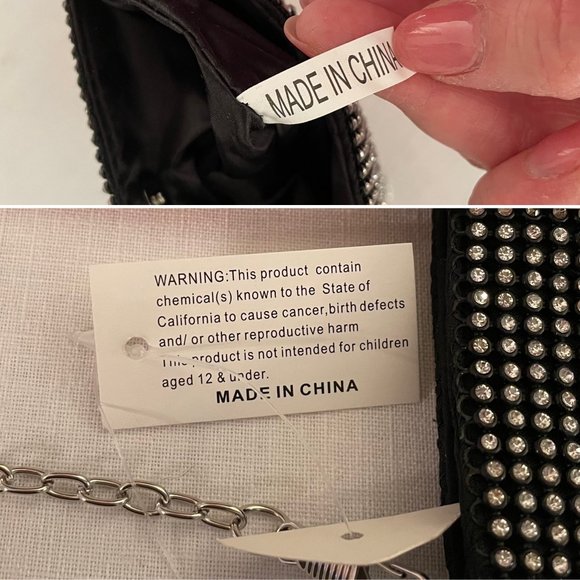 MADE IN CHINA
WARNING:This product contain
chemical(s) known to the State of
California to cause cancer,birth defects
and/ or other reproductive harm
This product is not intended for children
aged 12 & under.
MADE IN CHINA